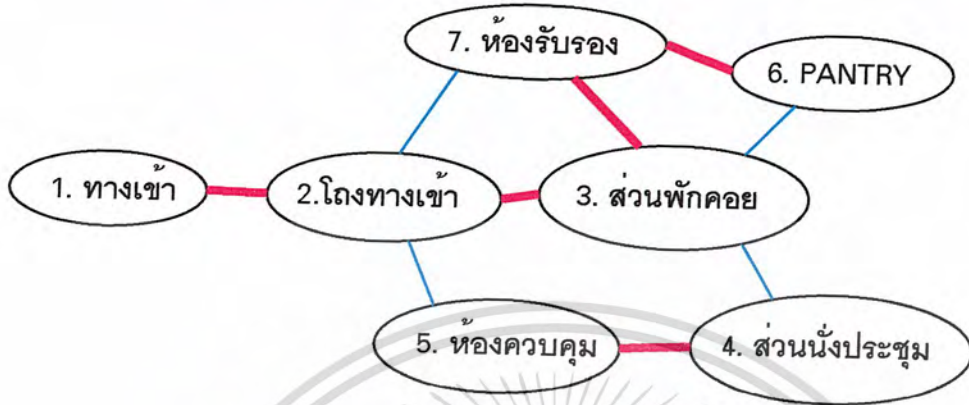 7. ห้องรับรอง
6. PANTRY
1. ทางเข้า
2.โถงทางเข้า
3. ส่วนพักคอย
5. ห้องควบคุม
4. ส่วนนั่งประชุม